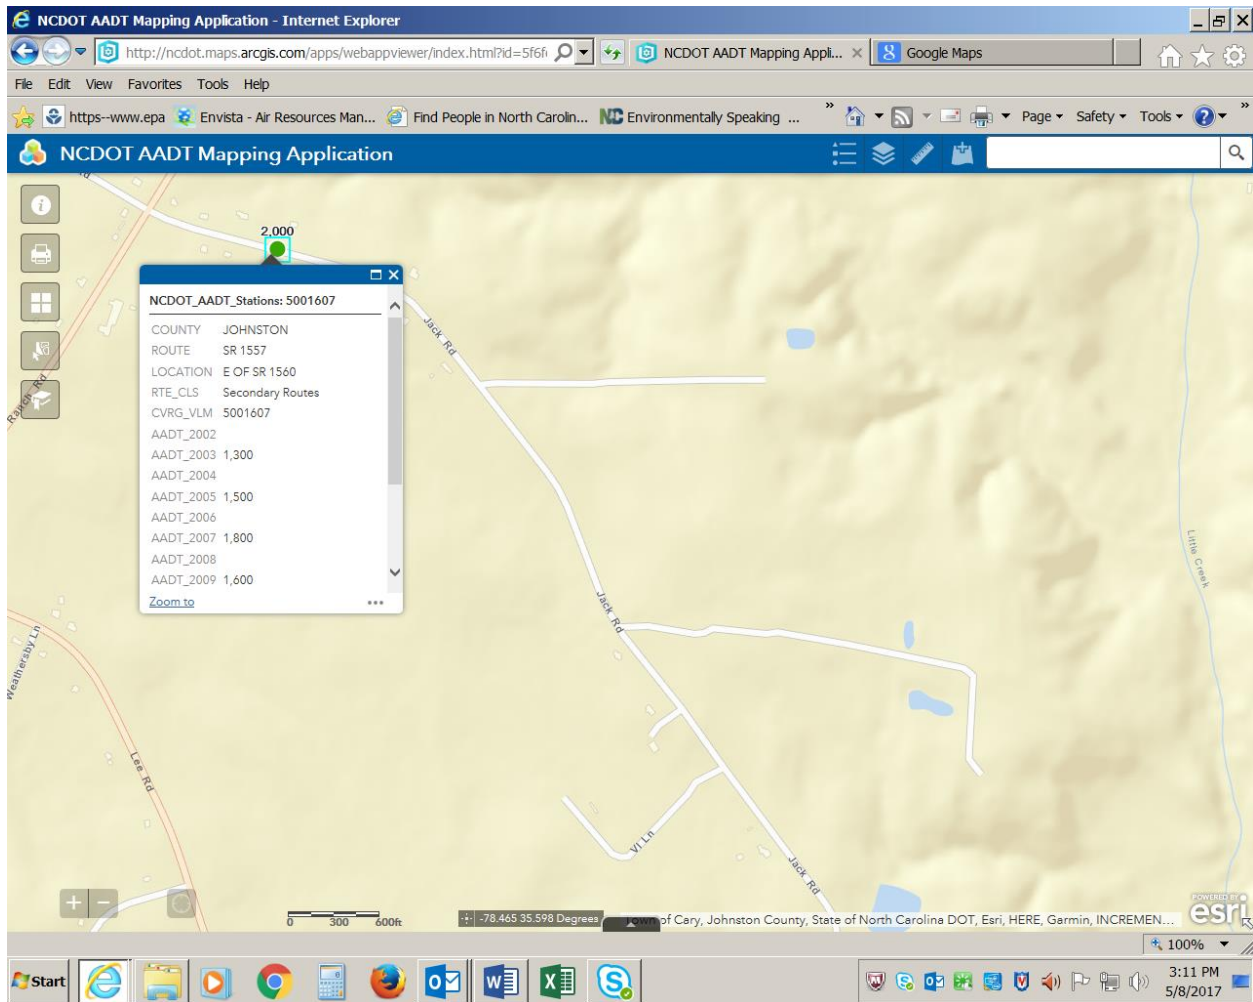 NCDOT AADT Mapping Application - Internet Explorer
http://ncdot.maps.arcgis.com/apps/webappviewer/index.html?id=5f6f
NCDOT AADT Mapping Appli...
Google Maps
File Edit View Favorites Tools Help
https--www.epa
Envista - Air Resources Man...
Find People in North Carolin...
Environmentally Speaking ...
Page Safety Tools
NCDOT AADT Mapping Application
2,000
NCDOT_AADT_Stations: 5001607
COUNTY JOHNSTON
ROUTE SR 1557
LOCATION E OF SR 1560
RTE_CLS Secondary Routes
CVRG_VLM 5001607
AADT_2002
AADT_2003 1,300
AADT_2004
AADT_2005 1,500
AADT_2006
AADT_2007 1,800
AADT_2008
AADT_2009 1,600
Zoom to
Jack Rd
Ranch Rd
Little Creek
Jack Rd
Weathersby Ln
Lee Rd
VI Ln
Jack Rd
0 300 600ft
-78.465 35.598 Degrees
Town of Cary, Johnston County, State of North Carolina DOT, Esri, HERE, Garmin, INCREMEN...
POWERED BY
esri
100%
Start
3:11 PM
5/8/2017